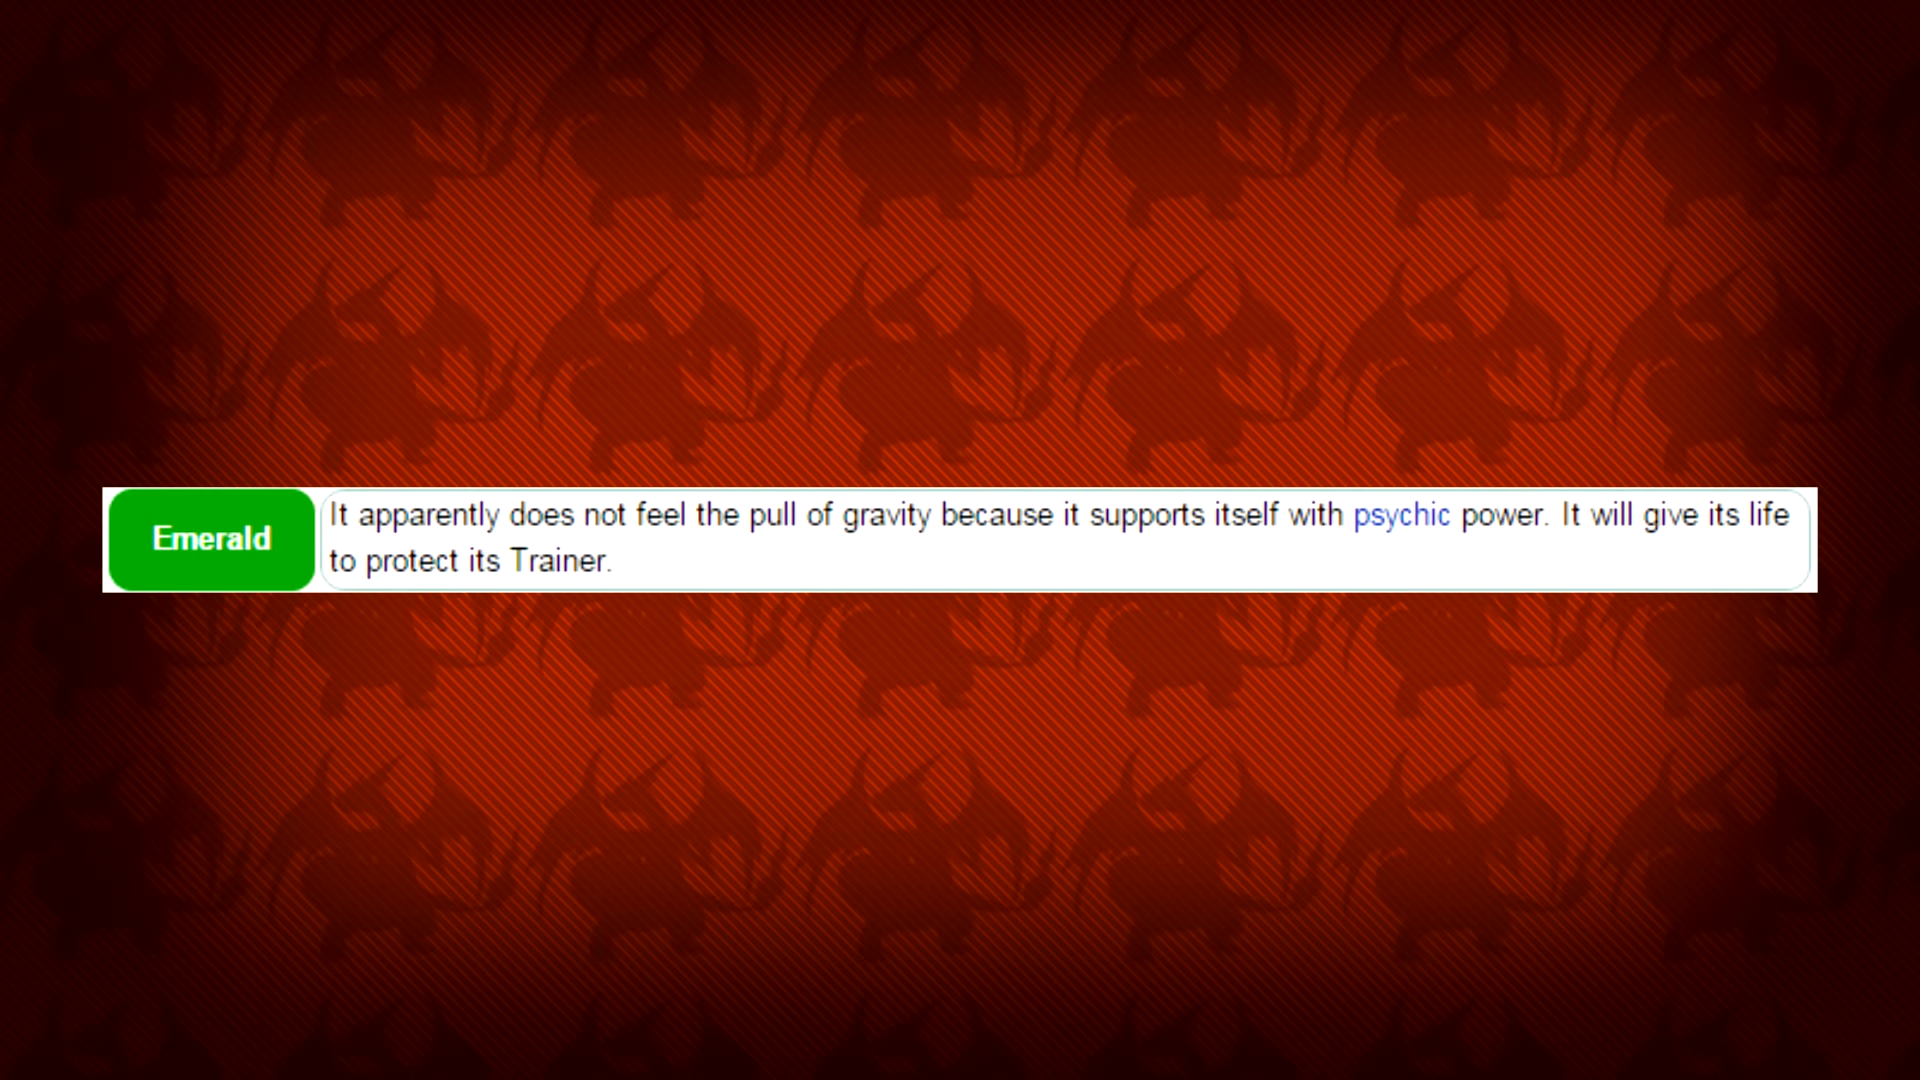 Emerald
It apparently does not feel the pull of gravity because it supports itself with psychic power. It will give its life
to protect its Trainer.